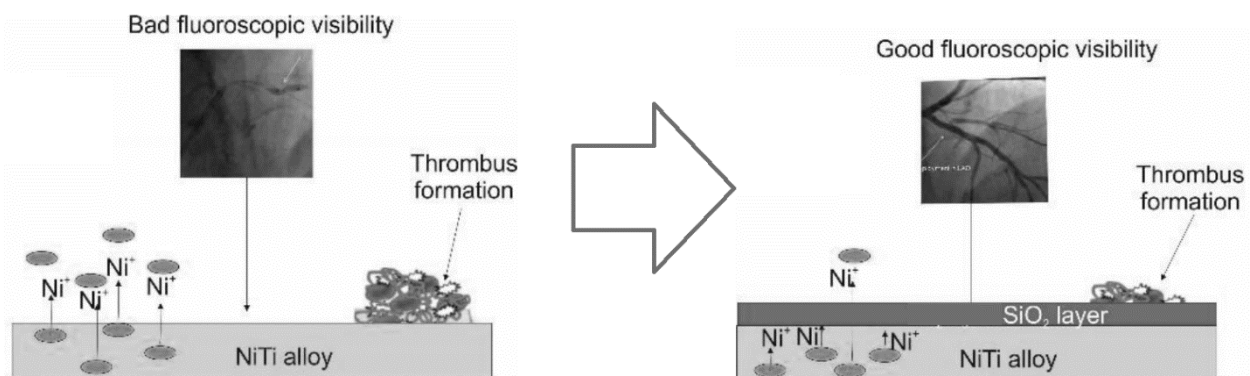 Bad fluoroscopic visibility
Thrombus
formation
Ni⁺
Ni⁺
Ni⁺
Ni⁺
NiTi alloy
Good fluoroscopic visibility
Thrombus
formation
Ni⁺
SiO₂ layer
Ni⁺
Ni
Ni⁺
NiTi alloy